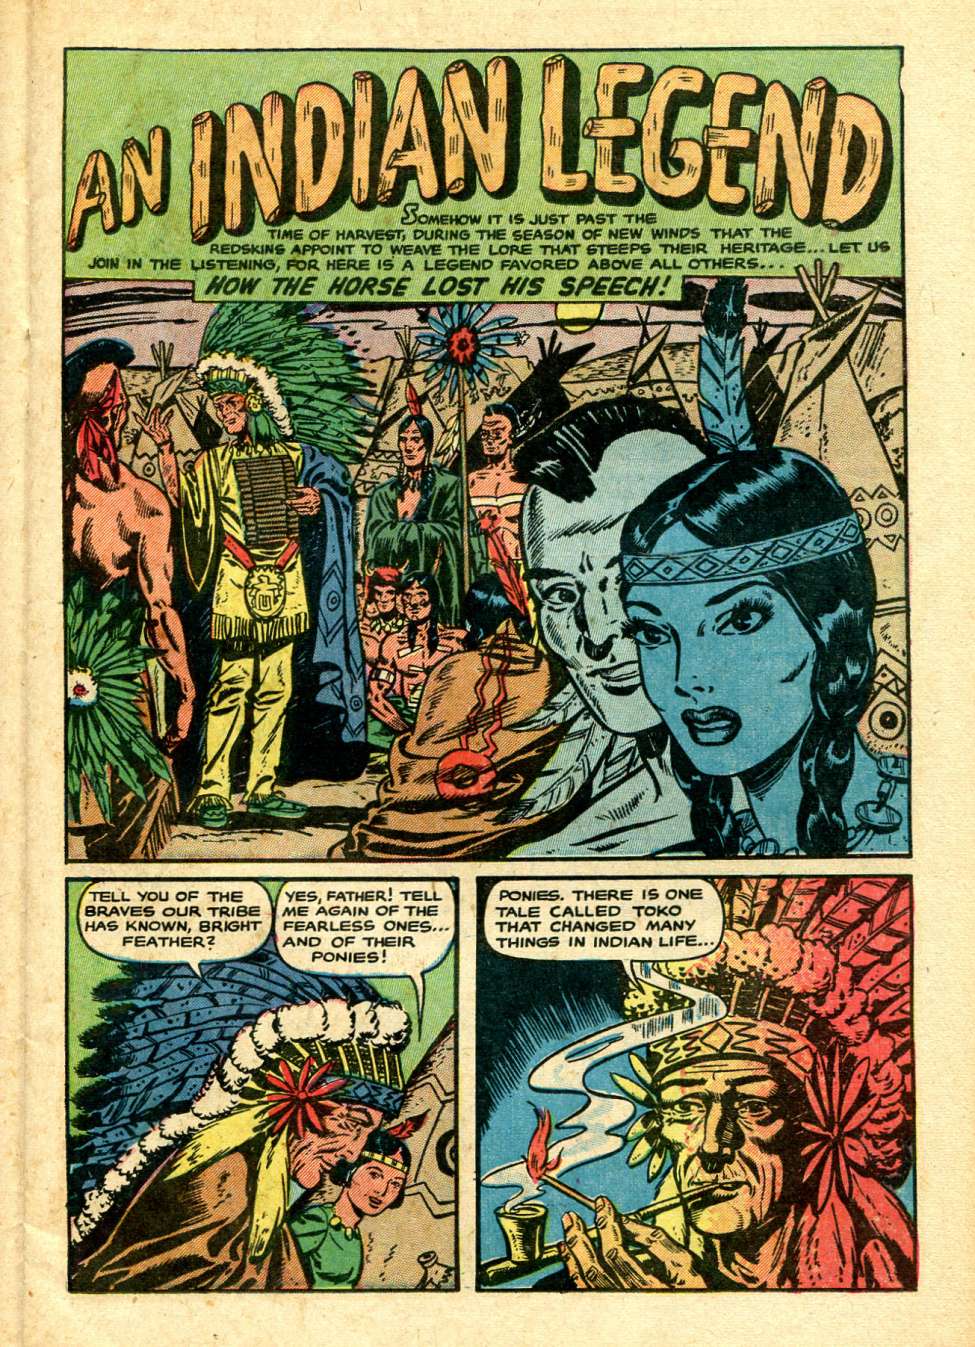 AN INDIAN LEGEND
SOMEHOW IT IS JUST PAST THE
TIME OF HARVEST, DURING THE SEASON OF NEW WINDS THAT THE
REDSKINS APPOINT TO WEAVE THE LORE THAT STEEPS THEIR HERITAGE... LET US
JOIN IN THE LISTENING, FOR HERE IS A LEGEND FAVORED ABOVE ALL OTHERS...
HOW THE HORSE LOST HIS SPEECH!
TELL YOU OF THE
BRAVES OUR TRIBE
HAS KNOWN, BRIGHT
FEATHER?
YES, FATHER! TELL
ME AGAIN OF THE
FEARLESS ONES...
AND OF THEIR
PONIES!
PONIES. THERE IS ONE
TALE CALLED TOKO
THAT CHANGED MANY
THINGS IN INDIAN LIFE...